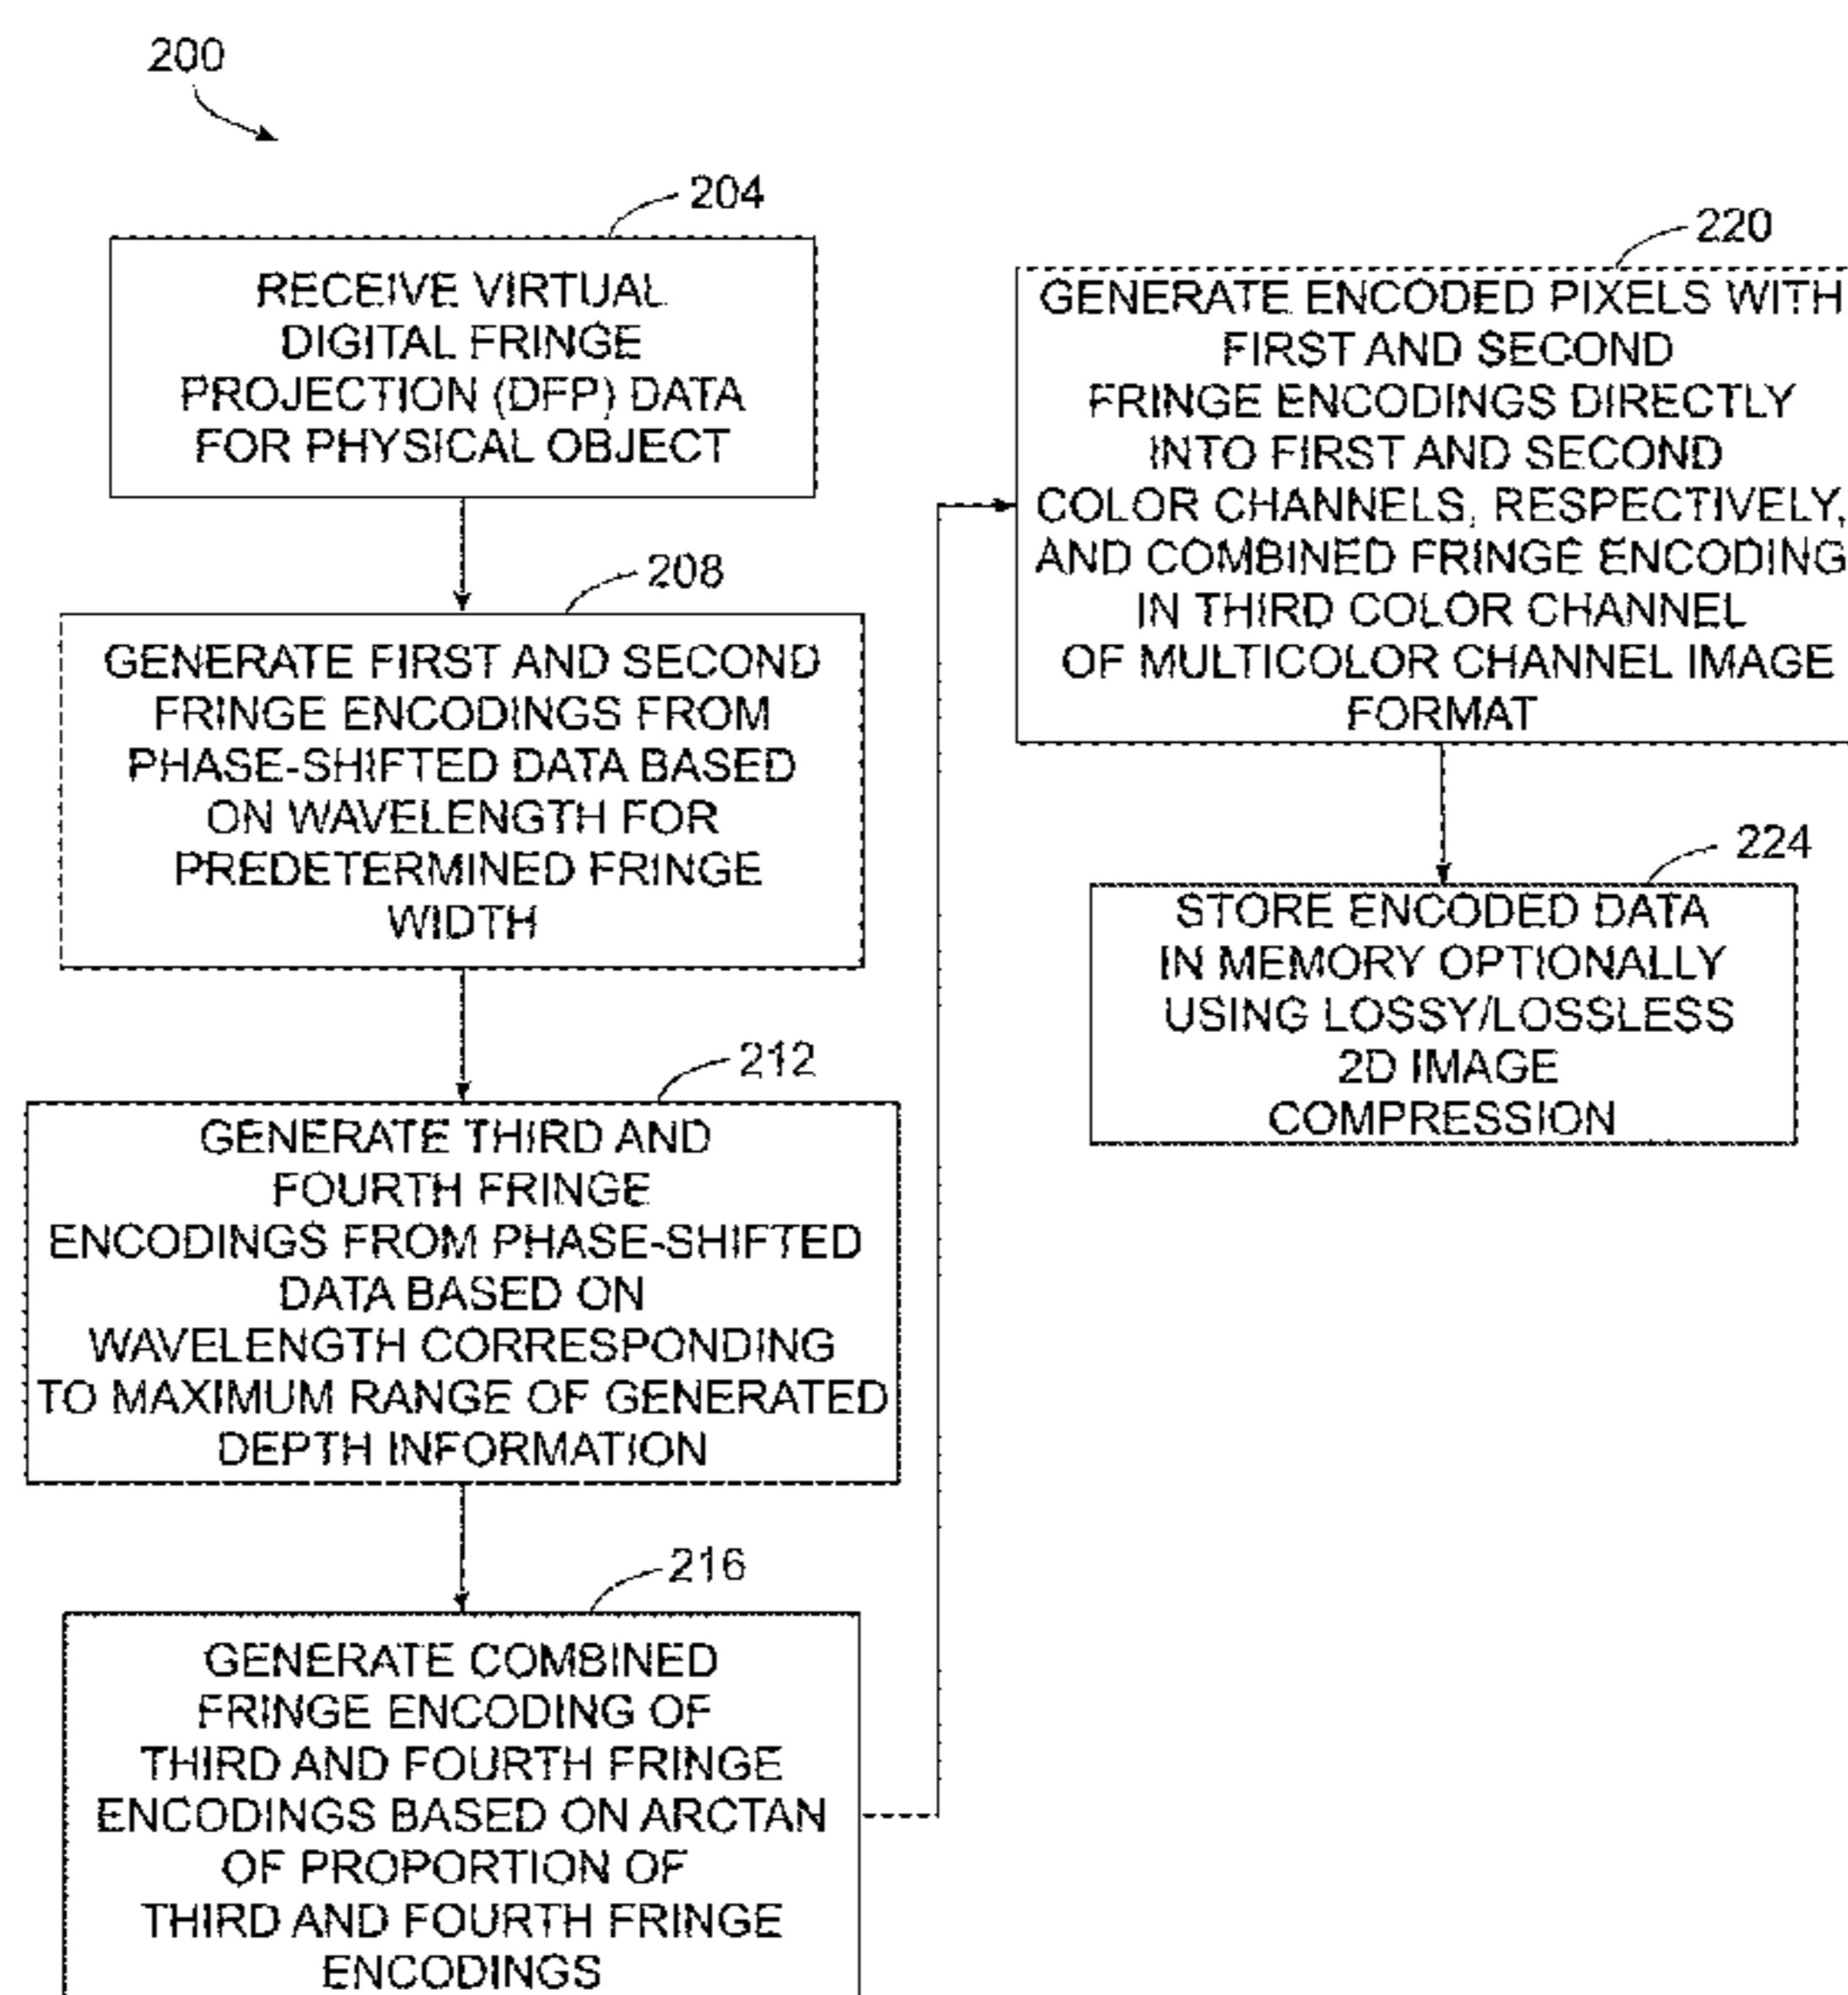 200
204
RECEIVE VIRTUAL
DIGITAL FRINGE
PROJECTION (DFP) DATA
FOR PHYSICAL OBJECT
208
GENERATE FIRST AND SECOND
FRINGE ENCODINGS FROM
PHASE-SHIFTED DATA BASED
ON WAVELENGTH FOR
PREDETERMINED FRINGE
WIDTH
212
GENERATE THIRD AND
FOURTH FRINGE
ENCODINGS FROM PHASE-SHIFTED
DATA BASED ON
WAVELENGTH CORRESPONDING
TO MAXIMUM RANGE OF GENERATED
DEPTH INFORMATION
216
GENERATE COMBINED
FRINGE ENCODING OF
THIRD AND FOURTH FRINGE
ENCODINGS BASED ON ARCTAN
OF PROPORTION OF
THIRD AND FOURTH FRINGE
ENCODINGS
220
GENERATE ENCODED PIXELS WITH
FIRST AND SECOND
FRINGE ENCODINGS DIRECTLY
INTO FIRST AND SECOND
COLOR CHANNELS, RESPECTIVELY,
AND COMBINED FRINGE ENCODING
IN THIRD COLOR CHANNEL
OF MULTICOLOR CHANNEL IMAGE
FORMAT
224
STORE ENCODED DATA
IN MEMORY OPTIONALLY
USING LOSSY/LOSSLESS
2D IMAGE
COMPRESSION